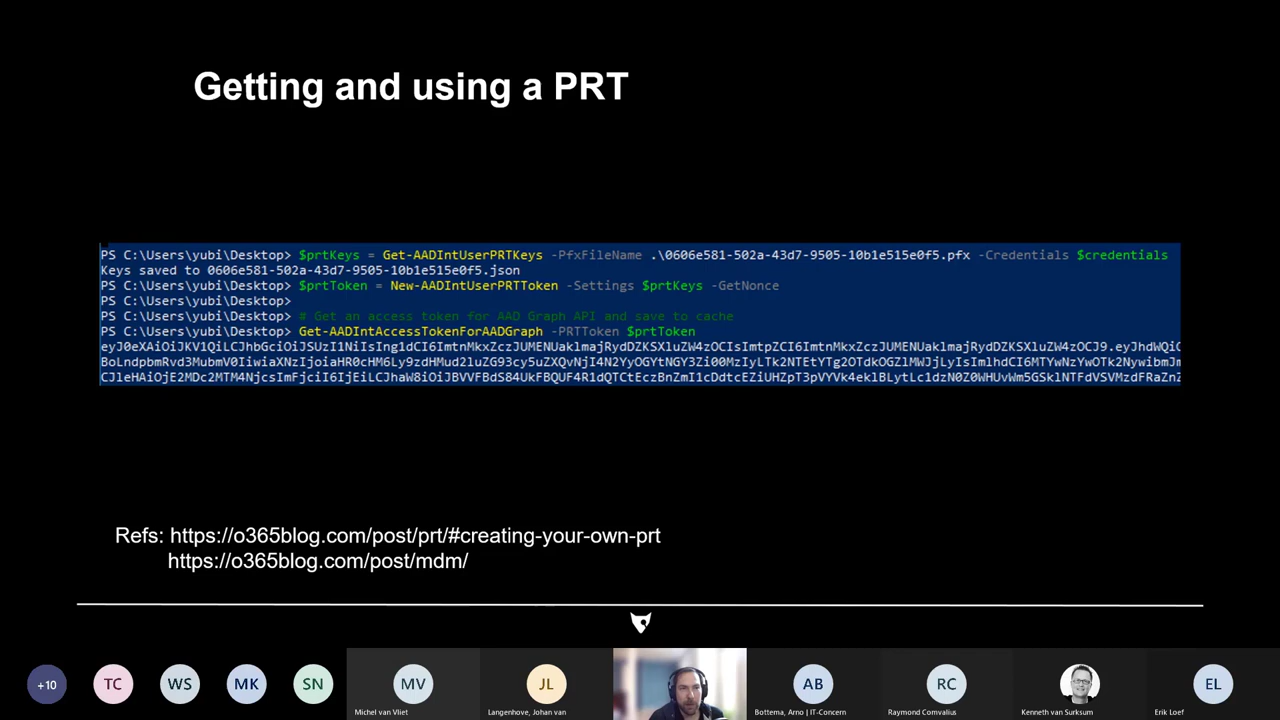 Getting and using a PRT
PS C:\Users\yubi\Desktop> $prtKeys = Get-AADIntUserPRTKeys -PfxFileName .\0606e581-502a-43d7-9505-10b1e515e0f5.pfx -Credentials $credentials
Keys saved to 0606e581-502a-43d7-9505-10b1e515e0f5.json
PS C:\Users\yubi\Desktop> $prtToken = New-AADIntUserPRTToken -Settings $prtKeys -GetNonce
PS C:\Users\yubi\Desktop>
PS C:\Users\yubi\Desktop> # Get an access token for AAD Graph API and save to cache
PS C:\Users\yubi\Desktop> Get-AADIntAccessTokenForAADGraph -PRTToken $prtToken
Refs: https://o365blog.com/post/prt/#creating-your-own-prt
https://o365blog.com/post/mdm/
+10 TC WS MK SN MV JL AB RC EL
Michel van Vliet Langenhove, Johan van Bottema, Arno | IT-Concern Raymond Comvalius Kenneth van Surksum Erik Loef